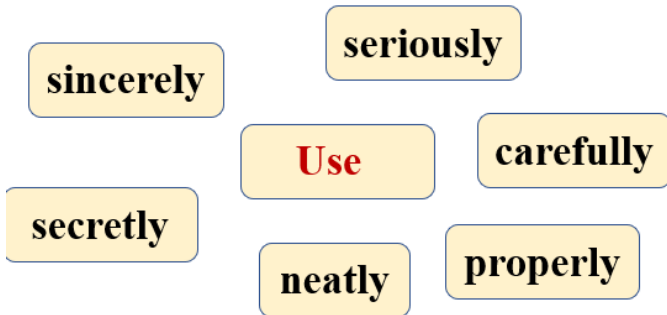 seriously
sincerely
Use
carefully
secretly
neatly
properly